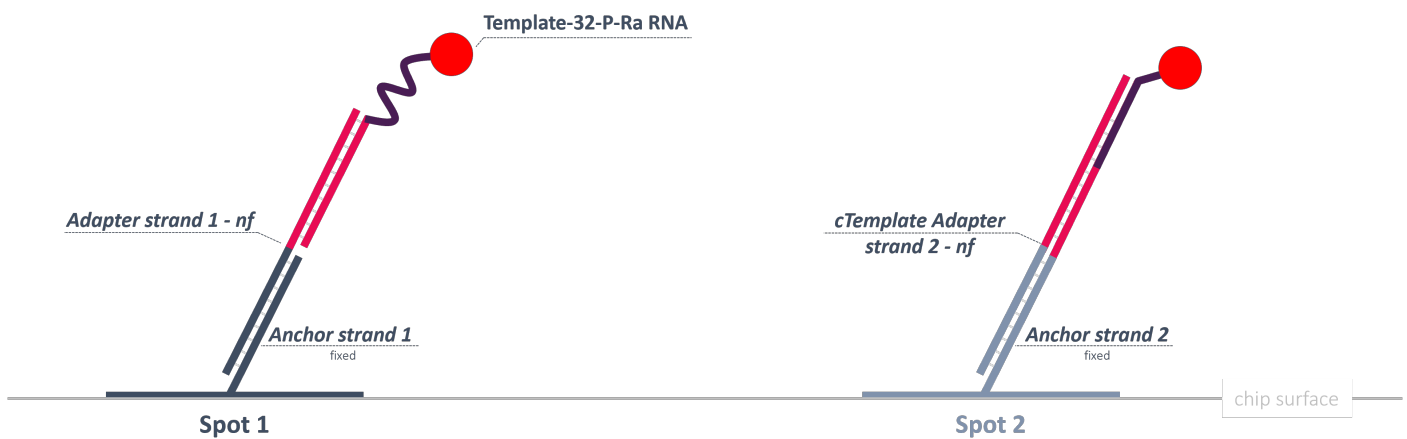 Template-32-P-Ra RNA
Adapter strand 1 - nf
cTemplate Adapter
strand 2 - nf
Anchor strand 1
fixed
Anchor strand 2
fixed
chip surface
Spot 1
Spot 2